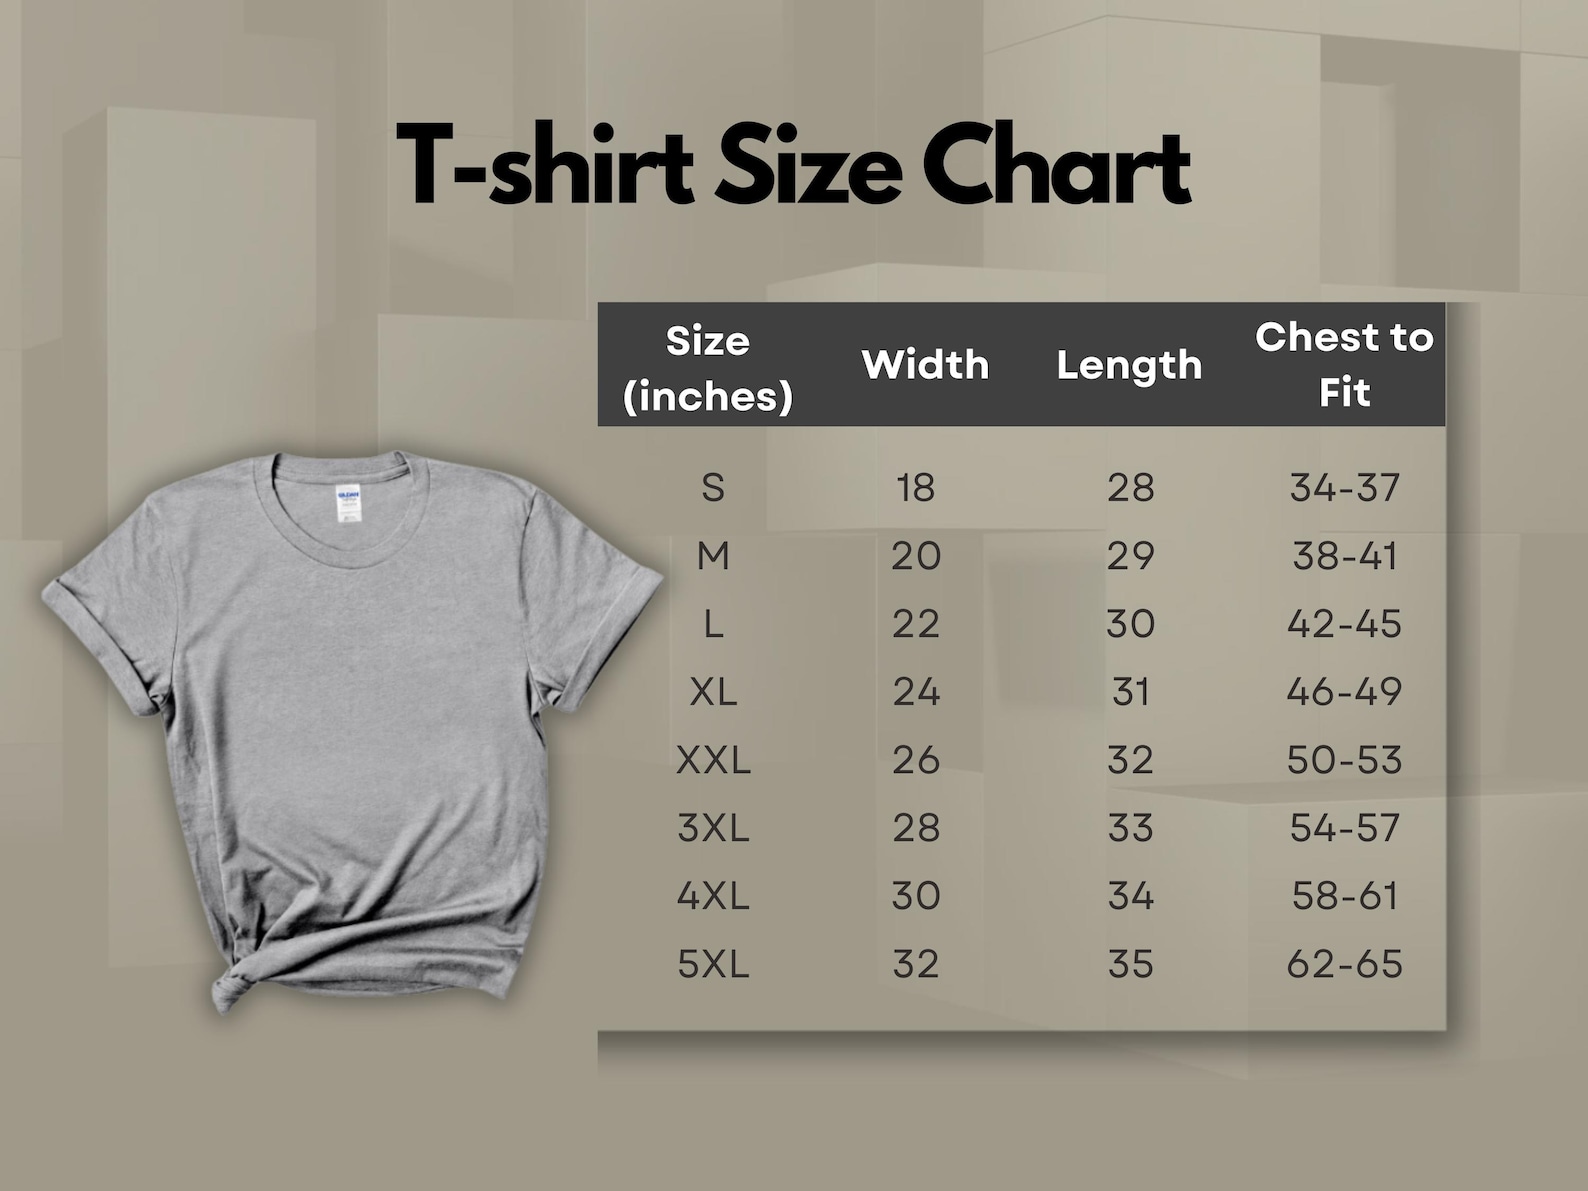 T-shirt Size Chart
Size (inches) Width Length Chest to Fit
S 18 28 34-37
M 20 29 38-41
L 22 30 42-45
XL 24 31 46-49
XXL 26 32 50-53
3XL 28 33 54-57
4XL 30 34 58-61
5XL 32 35 62-65